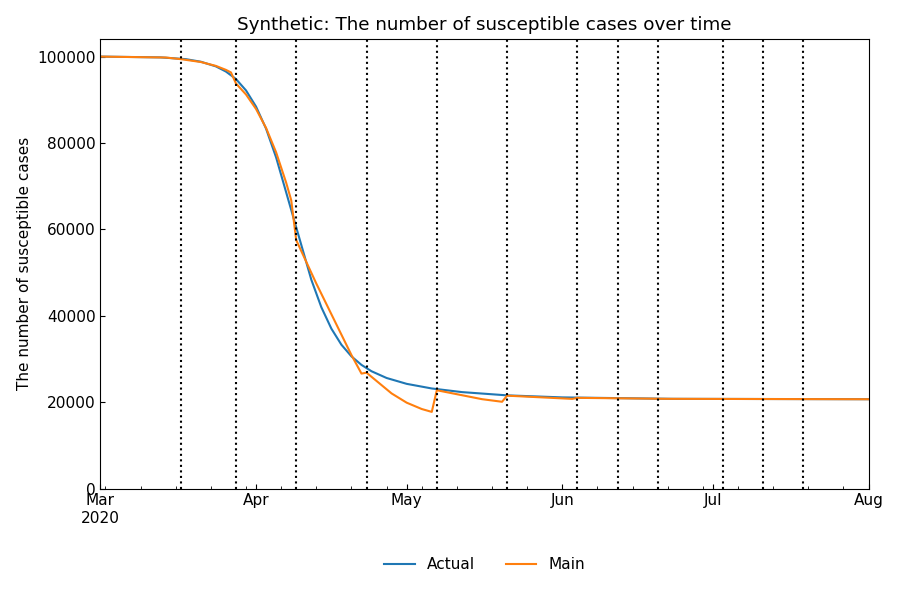 Synthetic: The number of susceptible cases over time
The number of susceptible cases
100000
80000
60000
40000
20000
0
Mar Apr May Jun Jul Aug
2020
Actual Main